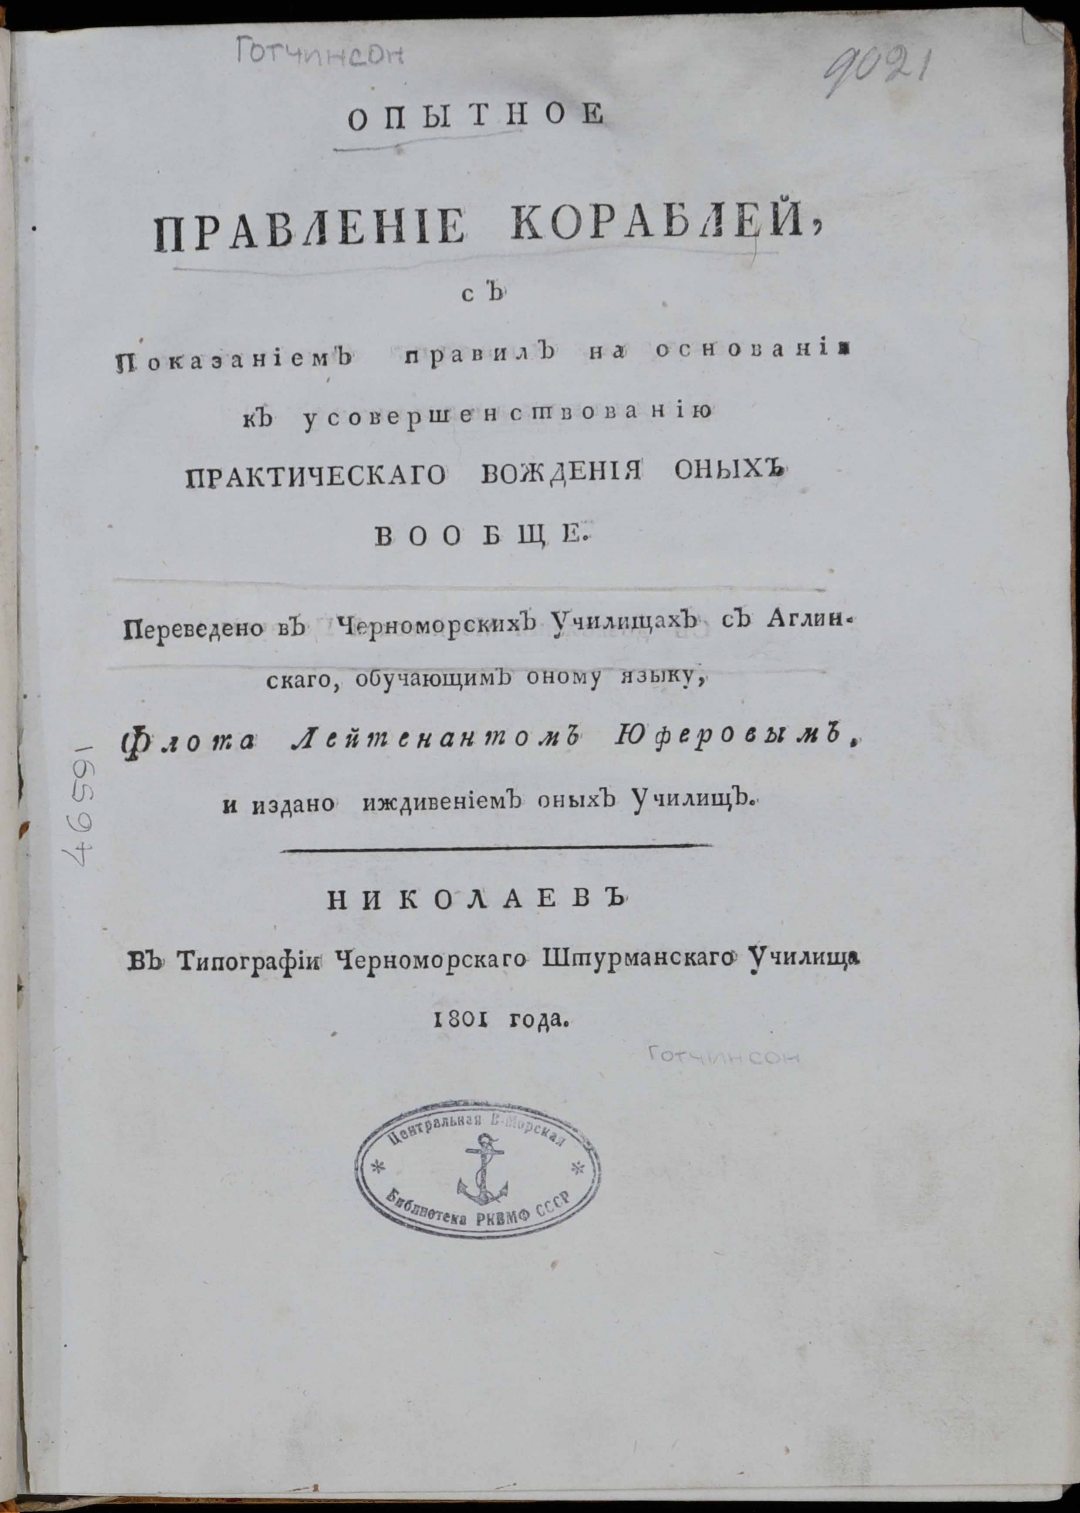 Готчинсон
9021
ОПЫТНОЕ
ПРАВЛЕНІЕ КОРАБЛЕЙ,
съ
Показаніемъ правилъ на основаніи
къ усовершенствованію
ПРАКТИЧЕСКАГО ВОЖДЕНІЯ ОНЫХЪ
ВООБЩЕ.
Переведено въ Черноморскихъ Училищахъ съ Аглин-
скаго, обучающимъ оному языку,
Флота Лейтенантомъ Юферовымъ,
и издано иждивеніемъ оныхъ Училищъ.
46591
НИКОЛАЕВЪ
Въ Типографіи Черноморскаго Штурманскаго Училища
1801 года.
Готчинсон
Центральная В-Морская
Библиотека РКВМФ СССР